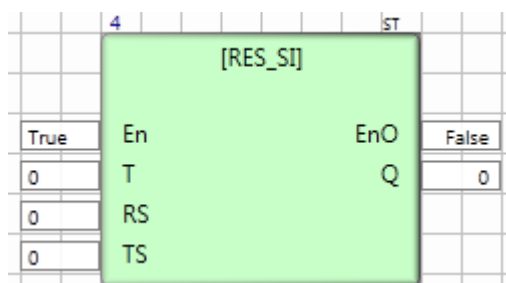 4 ST
[RES_SI]
True En EnO False
0 T Q 0
0 RS
0 TS